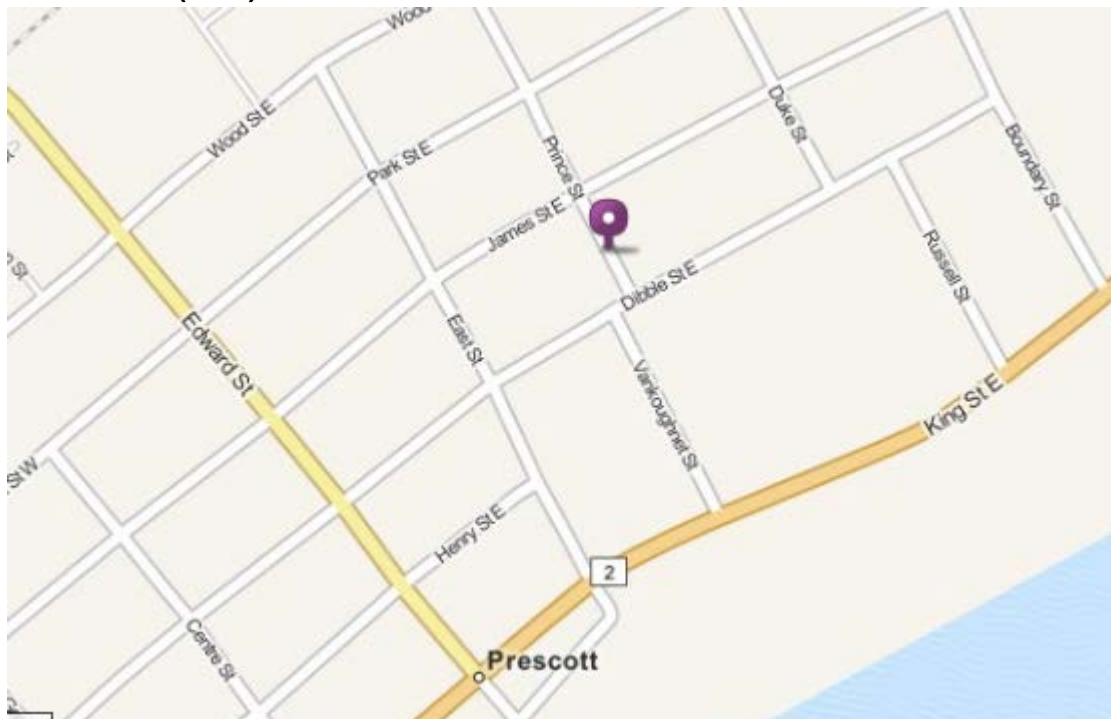 Wood St E
Park St E
Prince St
Duke St
Boundary St
James St E
Dibble St E
Russell St
Edward St
East St
Vankoughnet St
King St E
St W
Henry St E
2
Centre St
Prescott